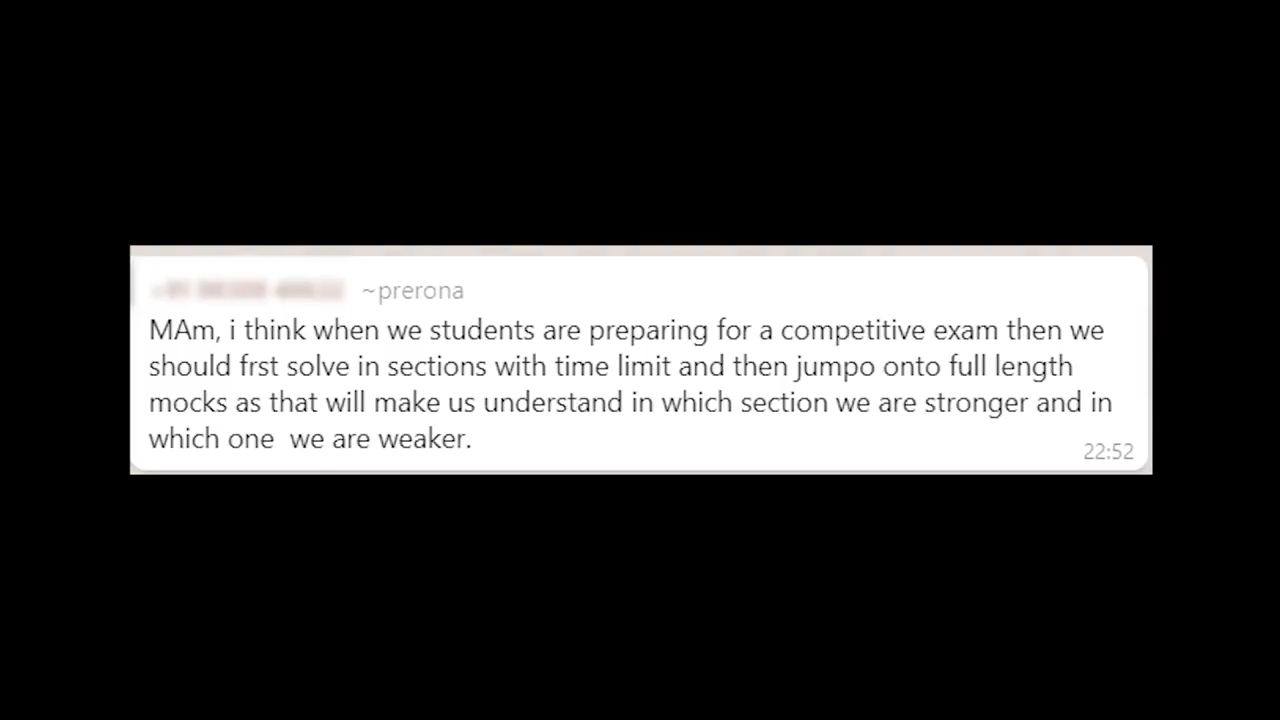 ~prerona
MAm, i think when we students are preparing for a competitive exam then we
should frst solve in sections with time limit and then jumpo onto full length
mocks as that will make us understand in which section we are stronger and in
which one  we are weaker.
22:52